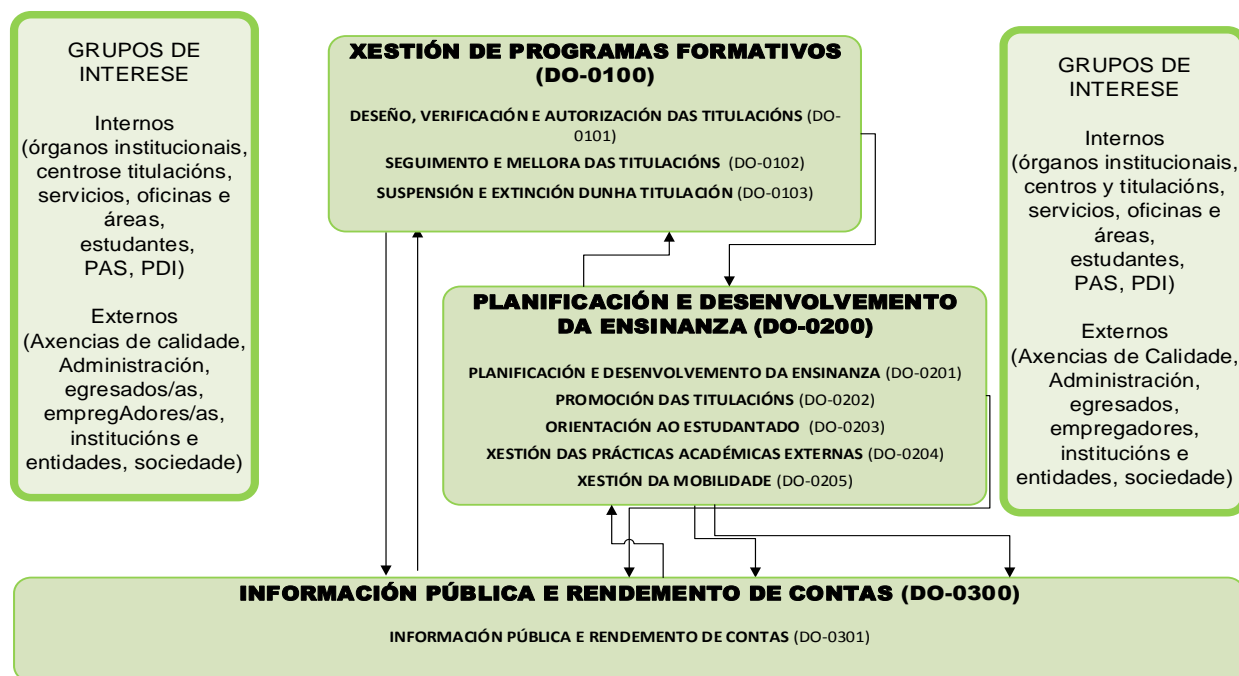 GRUPOS DE
INTERESE
Internos
(órganos institucionais,
centrose titulacións,
servicios, oficinas e
áreas,
estudantes,
PAS, PDI)
Externos
(Axencias de calidade,
Administración,
egresados/as,
empregAdores/as,
institucións e
entidades, sociedade)
XESTIÓN DE PROGRAMAS FORMATIVOS
(DO-0100)
DESEÑO, VERIFICACIÓN E AUTORIZACIÓN DAS TITULACIÓNS (DO-
0101)
SEGUIMENTO E MELLORA DAS TITULACIÓNS (DO-0102)
SUSPENSIÓN E EXTINCIÓN DUNHA TITULACIÓN (DO-0103)
PLANIFICACIÓN E DESENVOLVEMENTO
DA ENSINANZA (DO-0200)
PLANIFICACIÓN E DESENVOLVEMENTO DA ENSINANZA (DO-0201)
PROMOCIÓN DAS TITULACIÓNS (DO-0202)
ORIENTACIÓN AO ESTUDANTADO (DO-0203)
XESTIÓN DAS PRÁCTICAS ACADÉMICAS EXTERNAS (DO-0204)
XESTIÓN DA MOBILIDADE (DO-0205)
GRUPOS DE
INTERESE
Internos
(órganos institucionais,
centros y titulacións,
servicios, oficinas e
áreas,
estudantes,
PAS, PDI)
Externos
(Axencias de Calidade,
Administración,
egresados,
empregadores,
institucións e
entidades, sociedade)
INFORMACIÓN PÚBLICA E RENDEMENTO DE CONTAS (DO-0300)
INFORMACIÓN PÚBLICA E RENDEMENTO DE CONTAS (DO-0301)